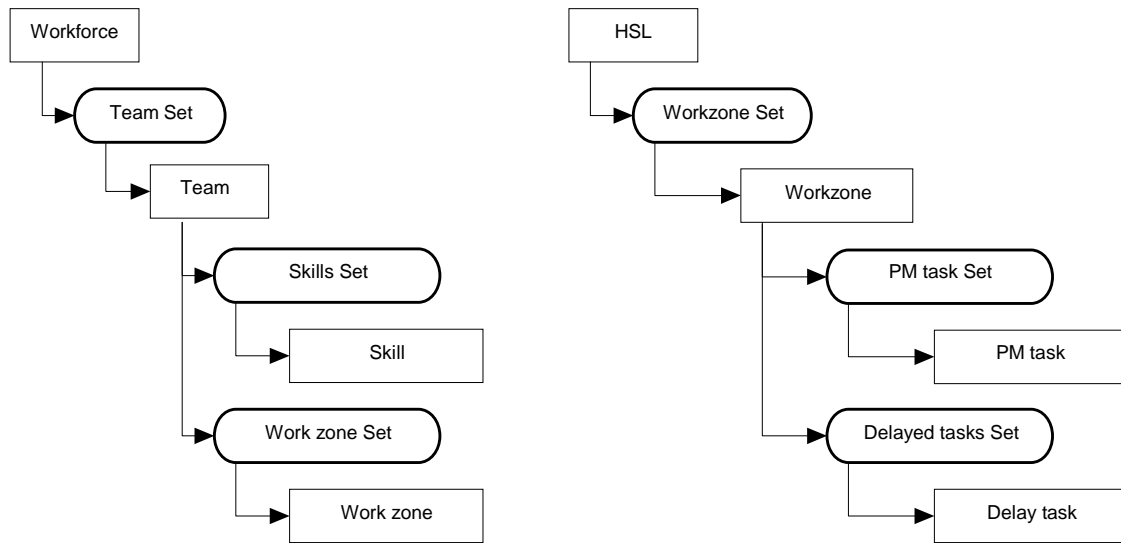 Workforce
Team Set
Team
Skills Set
Skill
Work zone Set
Work zone
HSL
Workzone Set
Workzone
PM task Set
PM task
Delayed tasks Set
Delay task